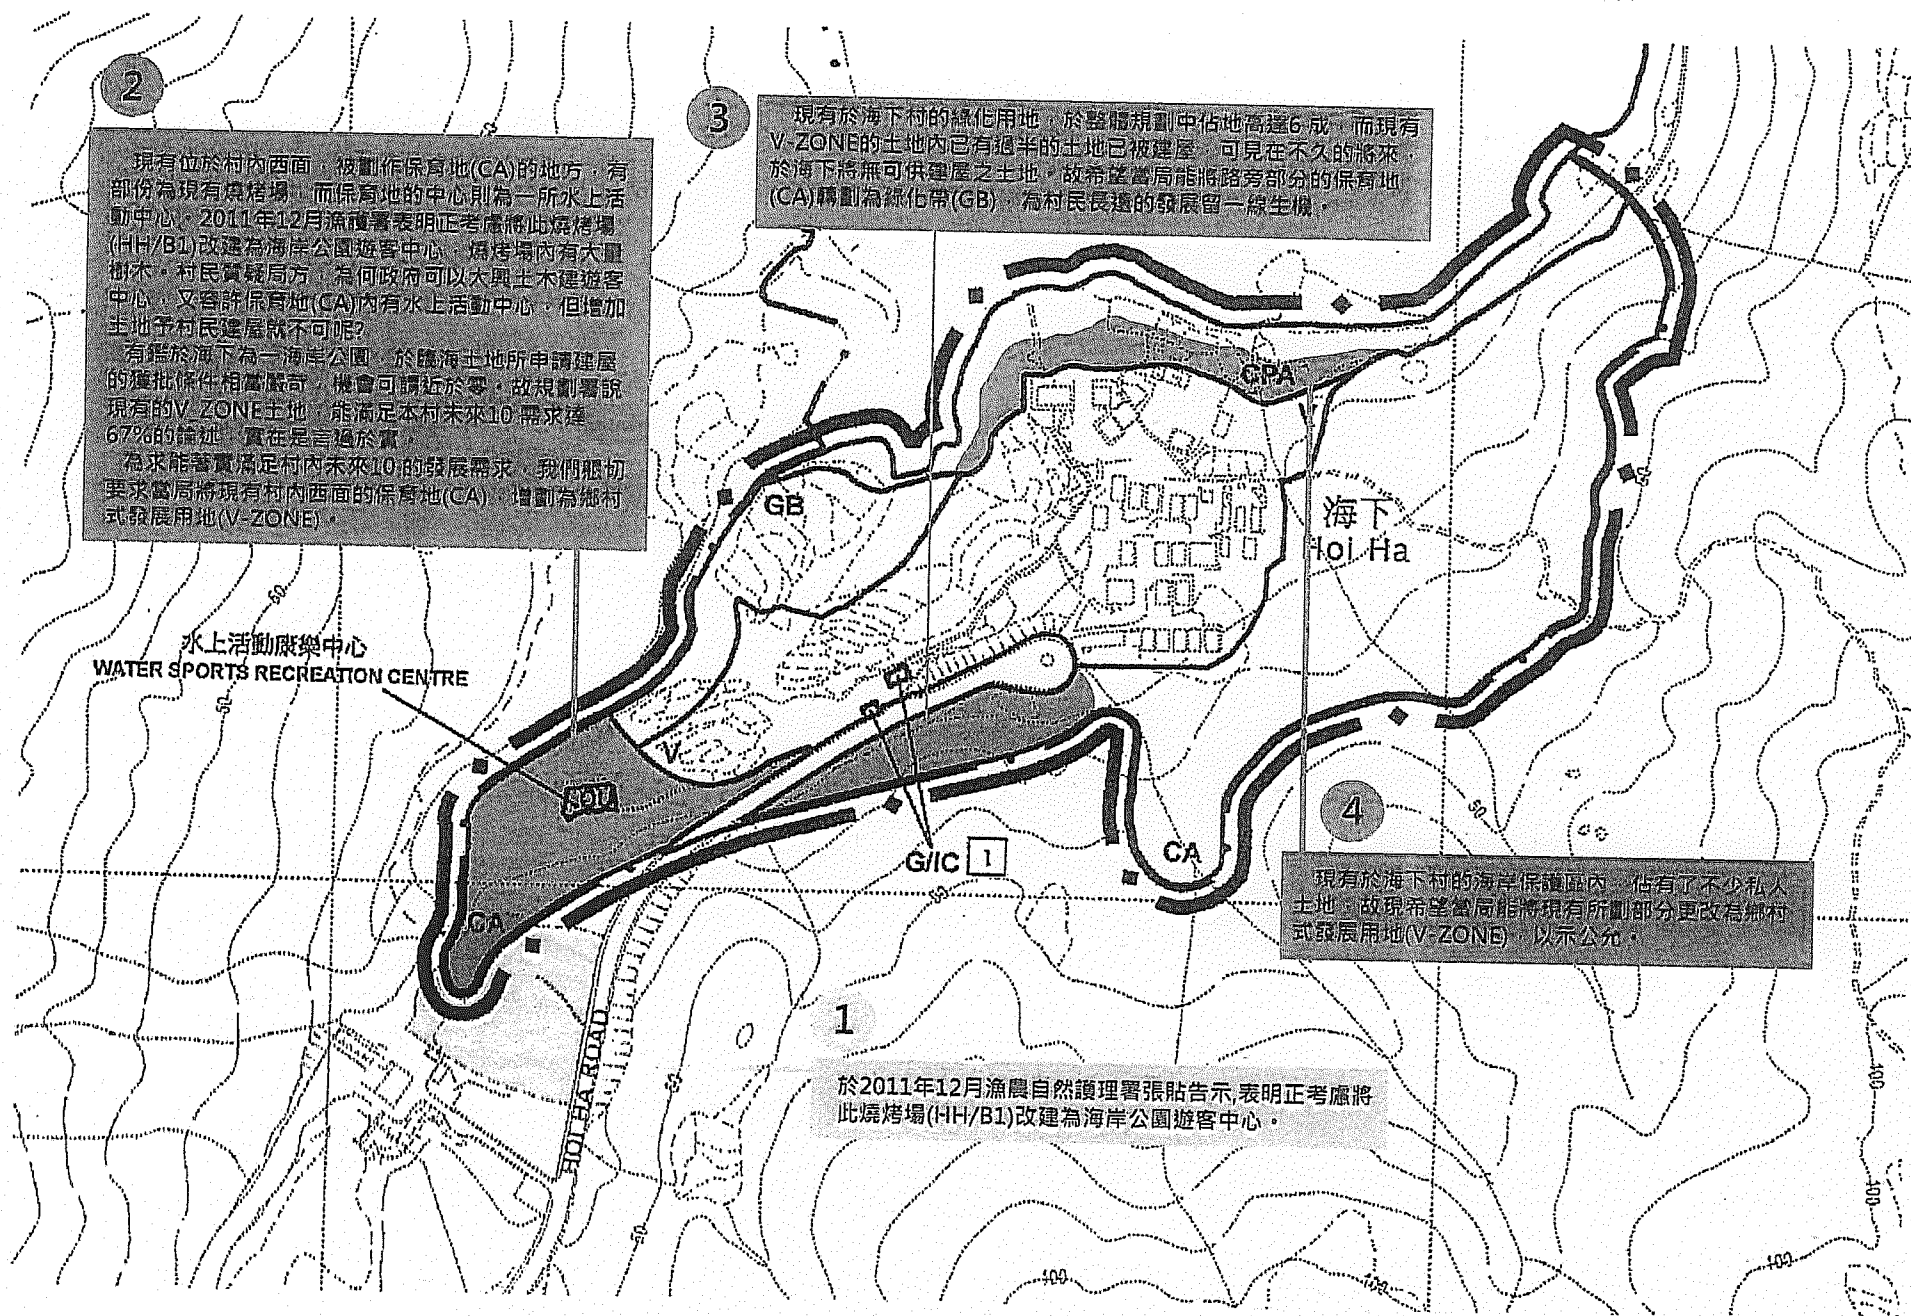 2
現有位於村內西面，被劃作保育地(CA)的地方，有
部份為現有燒烤場，而保育地的中心則為一所水上活
動中心。2011年12月漁護署表明正考慮將此燒烤場
(HH/B1)改建為海岸公園遊客中心，燒烤場內有大量
樹木。村民質疑局方，為何政府可以大興土木建遊客
中心，又容許保育地(CA)內有水上活動中心，但增加
土地予村民建屋就不可呢?
有鑑於海下為一海岸公園，於臨海土地所申請建屋
的獲批條件相當嚴苛，機會可謂近於零，故規劃署說
現有的V-ZONE土地，能滿足本村未來10 需求達
67%的論述，實在是言過於實。
為求能著實滿足村內未來10 的發展需求，我們懇切
要求當局將現有村內西面的保育地(CA)，增劃為鄉村
式發展用地(V-ZONE)。
3
現有於海下村的綠化用地，於整體規劃中佔地高達6 成，而現有
V-ZONE的土地內已有過半的土地已被建屋，可見在不久的將來，
於海下將無可供建屋之土地。故希望當局能將路旁部分的保育地
(CA)轉劃為綠化帶(GB)，為村民長遠的發展留一線生機。
CPA
GB
海下
Hoi Ha
水上活動康樂中心
WATER SPORTS RECREATION CENTRE
V
OU
G/IC 1
CA
CA
4
現有於海下村的海岸保護區內，佔有了不少私人
土地，故現希望當局能將現有所劃部分更改為鄉村
式發展用地(V-ZONE)，以示公允。
1
於2011年12月漁農自然護理署張貼告示,表明正考慮將
此燒烤場(HH/B1)改建為海岸公園遊客中心。
HOI HA ROAD
50
50
50
50
50
50
100
100
100
100
100